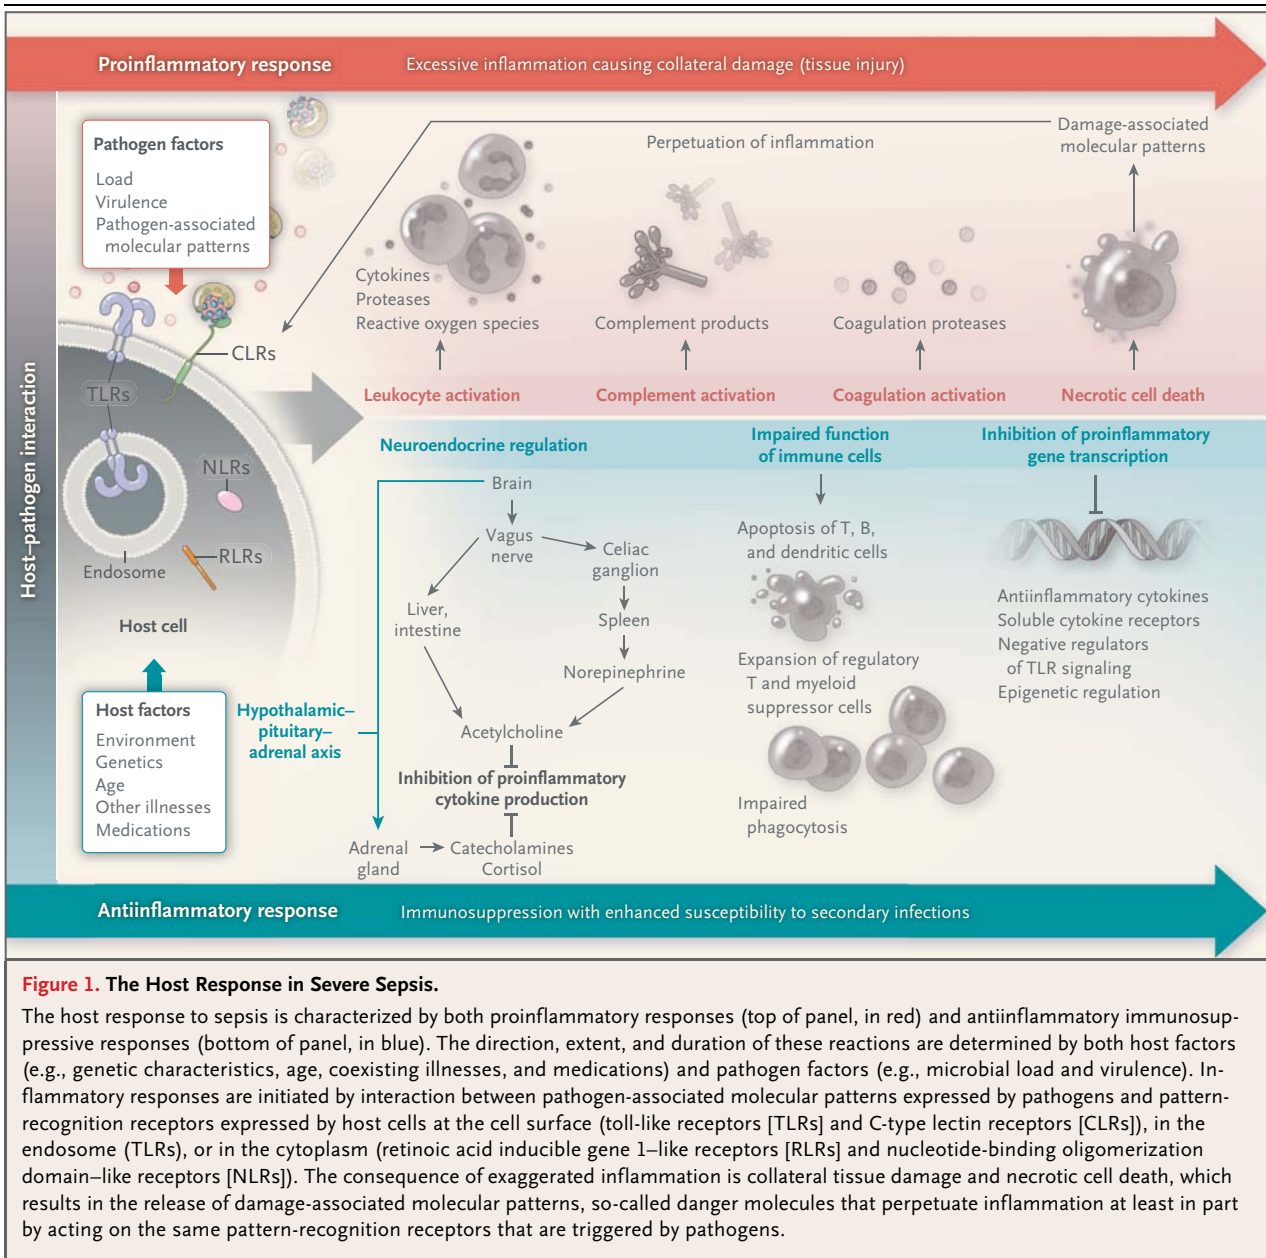 Proinflammatory response
Excessive inflammation causing collateral damage (tissue injury)
Host–pathogen interaction
Pathogen factors
Load
Virulence
Pathogen-associated
molecular patterns
Perpetuation of inflammation
Damage-associated
molecular patterns
Cytokines
Proteases
Reactive oxygen species
Complement products
Coagulation proteases
CLRs
TLRs
NLRs
RLRs
Endosome
Host cell
Leukocyte activation
Complement activation
Coagulation activation
Necrotic cell death
Neuroendocrine regulation
Brain
Vagus
nerve
Celiac
ganglion
Liver,
intestine
Spleen
Norepinephrine
Acetylcholine
Inhibition of proinflammatory
cytokine production
Hypothalamic–
pituitary–
adrenal axis
Adrenal
gland
Catecholamines
Cortisol
Impaired function
of immune cells
Apoptosis of T, B,
and dendritic cells
Expansion of regulatory
T and myeloid
suppressor cells
Impaired
phagocytosis
Inhibition of proinflammatory
gene transcription
Antiinflammatory cytokines
Soluble cytokine receptors
Negative regulators
of TLR signaling
Epigenetic regulation
Host factors
Environment
Genetics
Age
Other illnesses
Medications
Antiinflammatory response
Immunosuppression with enhanced susceptibility to secondary infections
Figure 1. The Host Response in Severe Sepsis.
The host response to sepsis is characterized by both proinflammatory responses (top of panel, in red) and antiinflammatory immunosup-
pressive responses (bottom of panel, in blue). The direction, extent, and duration of these reactions are determined by both host factors
(e.g., genetic characteristics, age, coexisting illnesses, and medications) and pathogen factors (e.g., microbial load and virulence). In-
flammatory responses are initiated by interaction between pathogen-associated molecular patterns expressed by pathogens and pattern-
recognition receptors expressed by host cells at the cell surface (toll-like receptors [TLRs] and C-type lectin receptors [CLRs]), in the
endosome (TLRs), or in the cytoplasm (retinoic acid inducible gene 1–like receptors [RLRs] and nucleotide-binding oligomerization
domain–like receptors [NLRs]). The consequence of exaggerated inflammation is collateral tissue damage and necrotic cell death, which
results in the release of damage-associated molecular patterns, so-called danger molecules that perpetuate inflammation at least in part
by acting on the same pattern-recognition receptors that are triggered by pathogens.